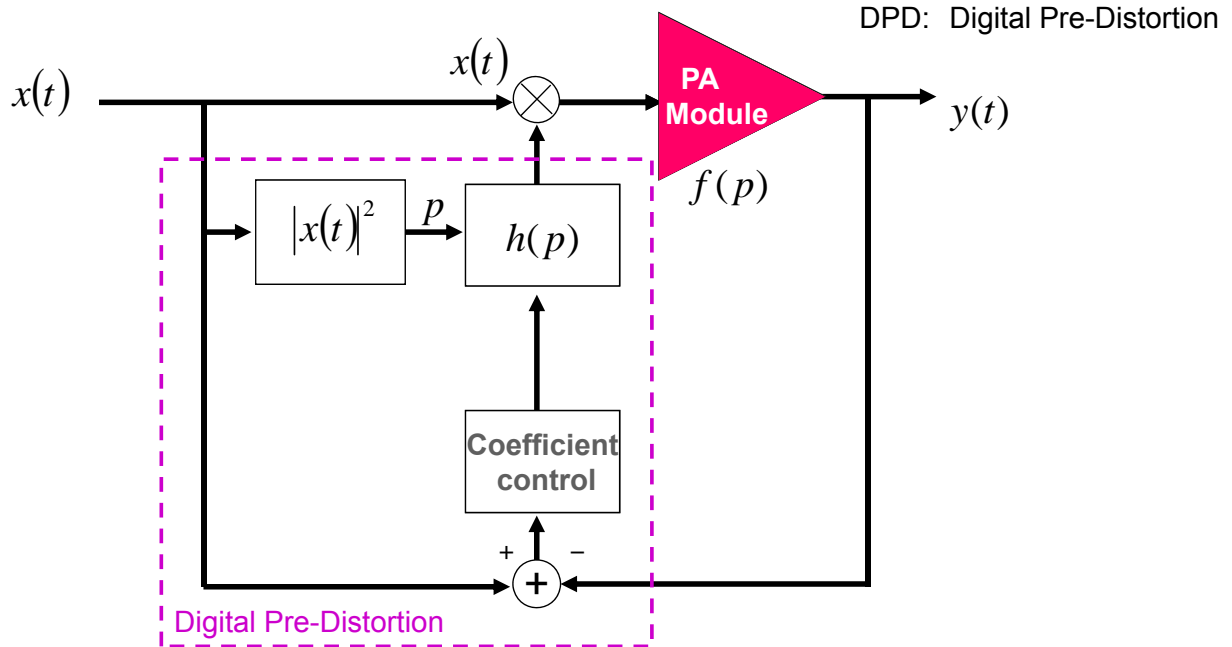 DPD: Digital Pre-Distortion
x(t)
x(t)
PA
Module
y(t)
f(p)
|x(t)|²
p
h(p)
Coefficient
control
+
−
+
Digital Pre-Distortion